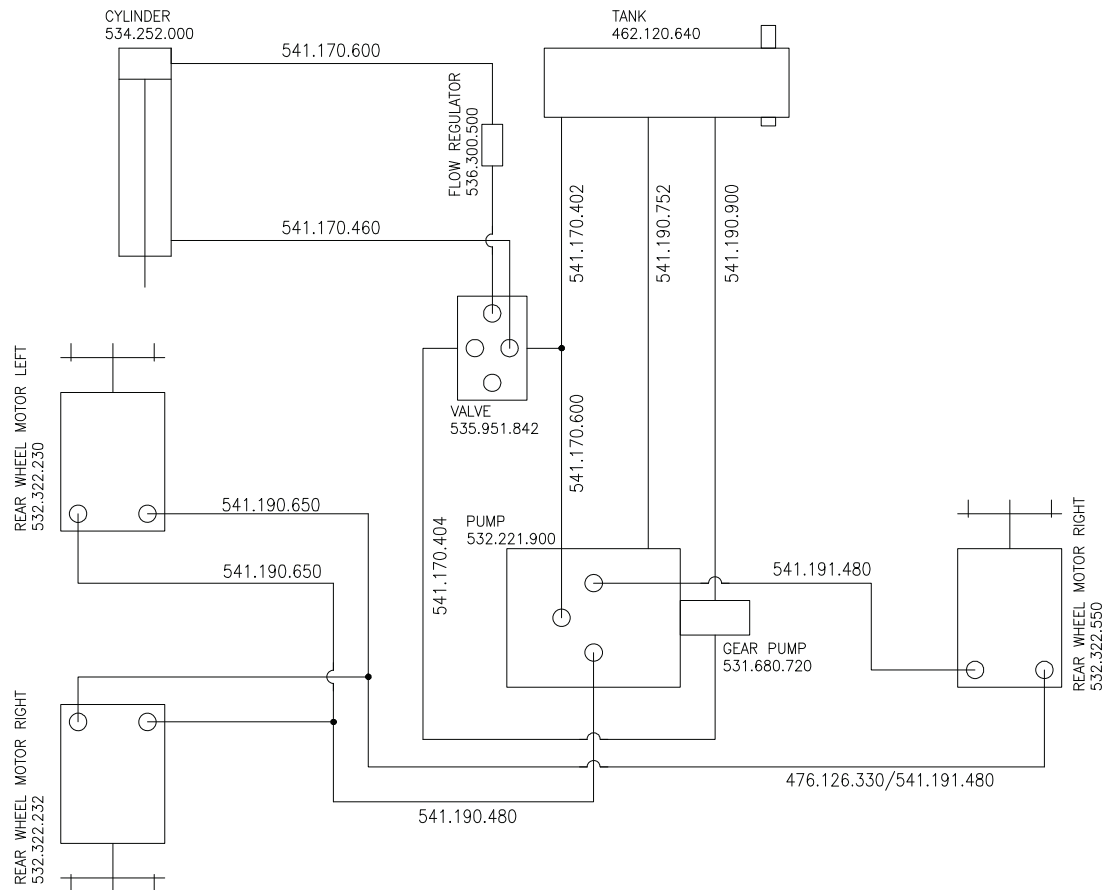 CYLINDER
534.252.000
541.170.600
TANK
462.120.640
FLOW REGULATOR
536.300.500
541.170.402
541.190.752
541.190.900
541.170.460
VALVE
535.951.842
REAR WHEEL MOTOR LEFT
532.322.230
541.170.600
541.190.650
541.170.404
PUMP
532.221.900
541.190.650
541.191.480
REAR WHEEL MOTOR RIGHT
532.322.550
GEAR PUMP
531.680.720
REAR WHEEL MOTOR RIGHT
532.322.232
476.126.330/541.191.480
541.190.480